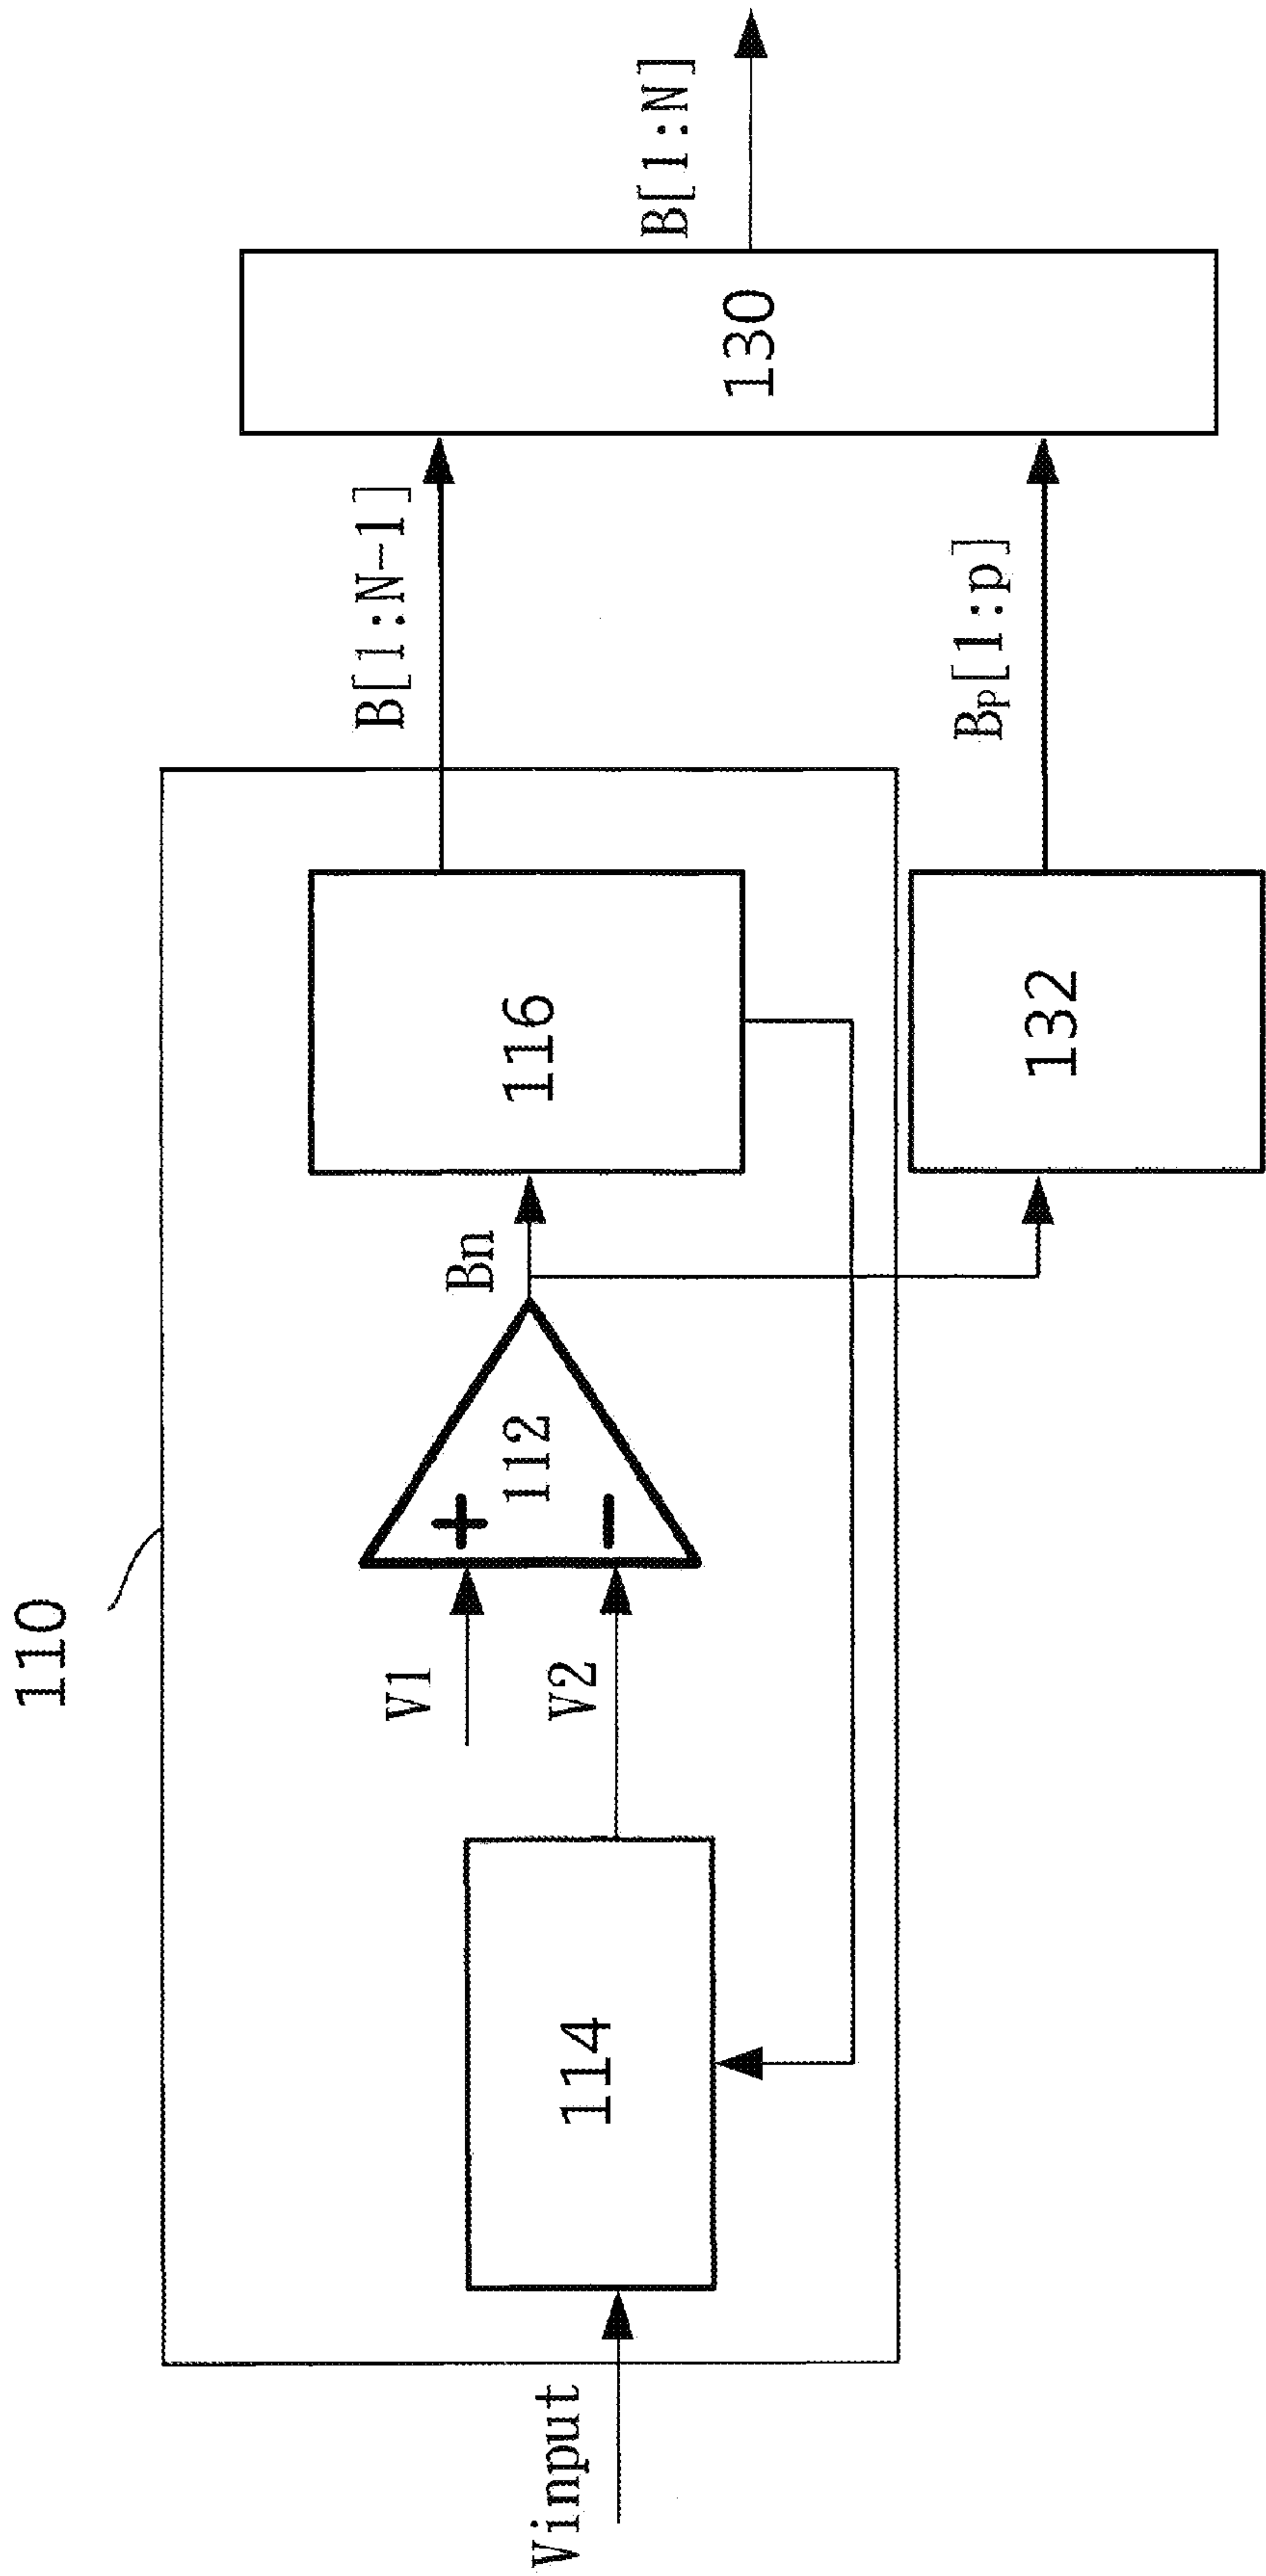 110
Vinput
114
V1
V2
+
−
112
Bn
116
132
B[1:N-1]
Bp[1:p]
130
B[1:N]